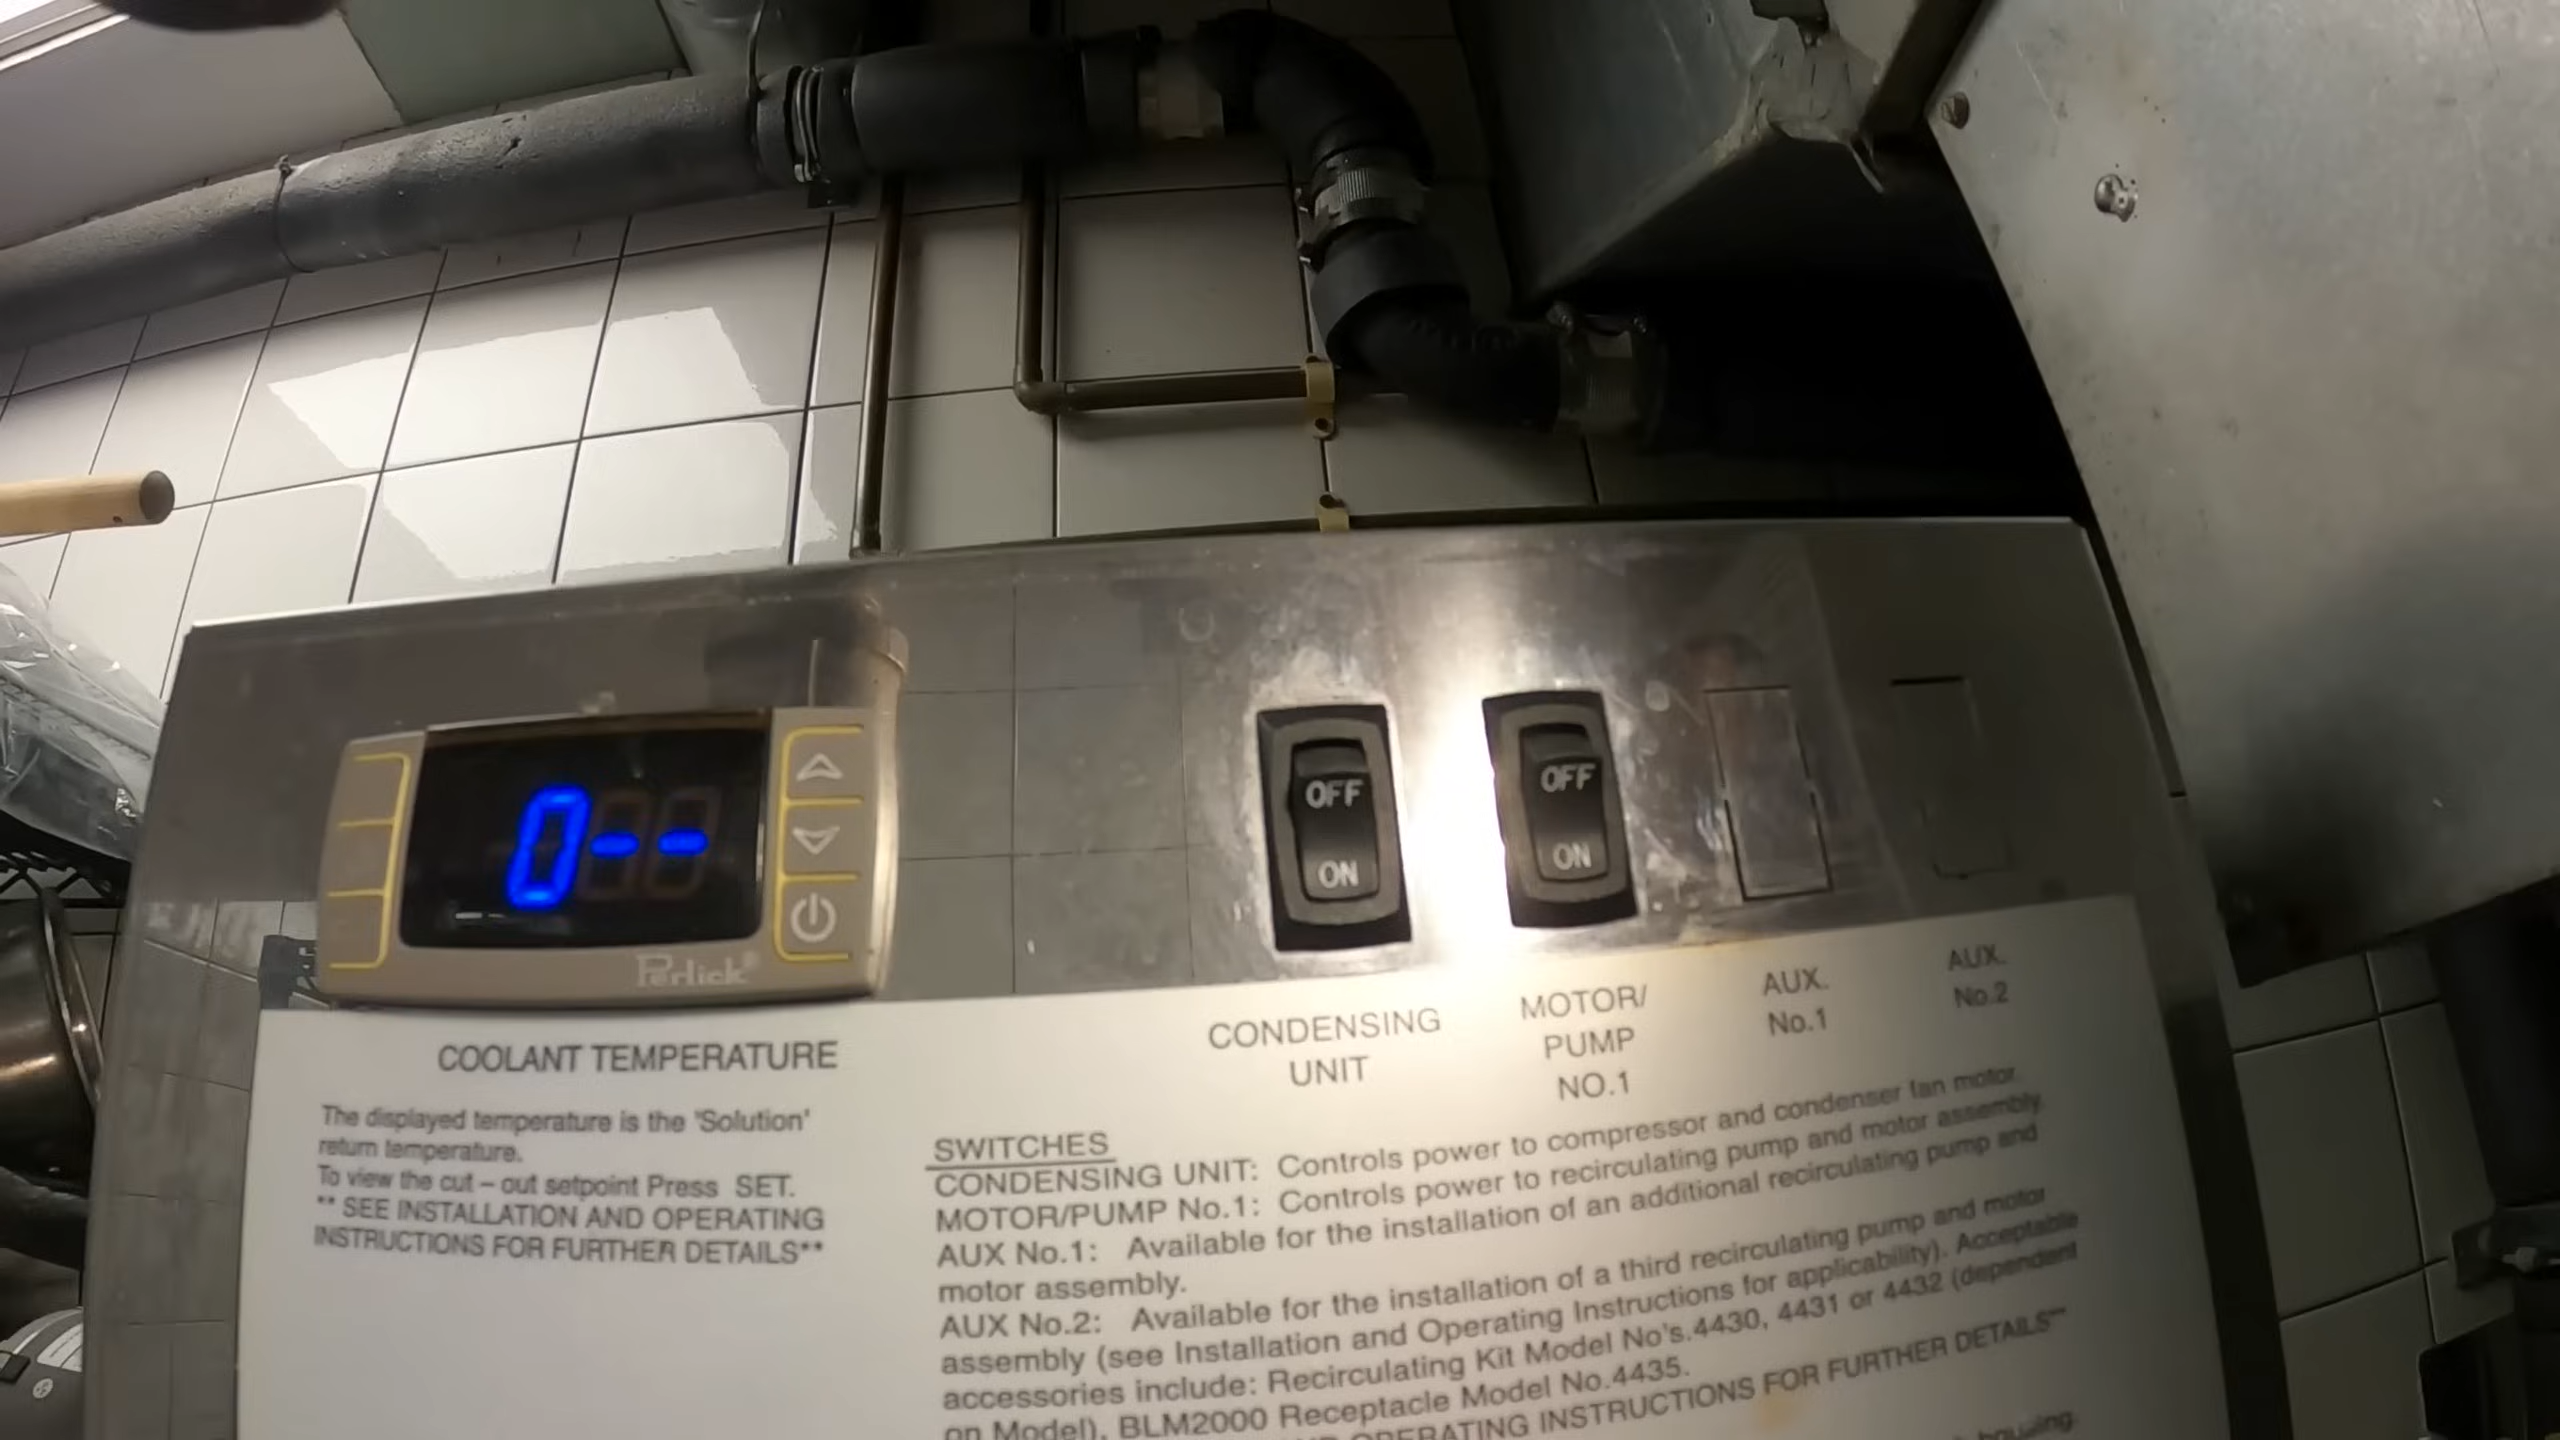 0--
OFF
ON
OFF
ON
Perlick
COOLANT TEMPERATURE
The displayed temperature is the 'Solution'
return temperature.
To view the cut - out setpoint Press SET.
** SEE INSTALLATION AND OPERATING
INSTRUCTIONS FOR FURTHER DETAILS**
CONDENSING
UNIT
MOTOR/
PUMP
NO.1
AUX.
No.1
AUX.
No.2
SWITCHES
CONDENSING UNIT: Controls power to compressor and condenser fan motor.
MOTOR/PUMP No.1: Controls power to recirculating pump and motor assembly.
AUX No.1: Available for the installation of an additional recirculating pump and
motor assembly.
AUX No.2: Available for the installation of a third recirculating pump and motor
assembly (see Installation and Operating Instructions for applicability). Acceptable
accessories include: Recirculating Kit Model No's.4430, 4431 or 4432 (dependent
on Model), BLM2000 Receptacle Model No.4435.
OPERATING INSTRUCTIONS FOR FURTHER DETAILS**
housing.